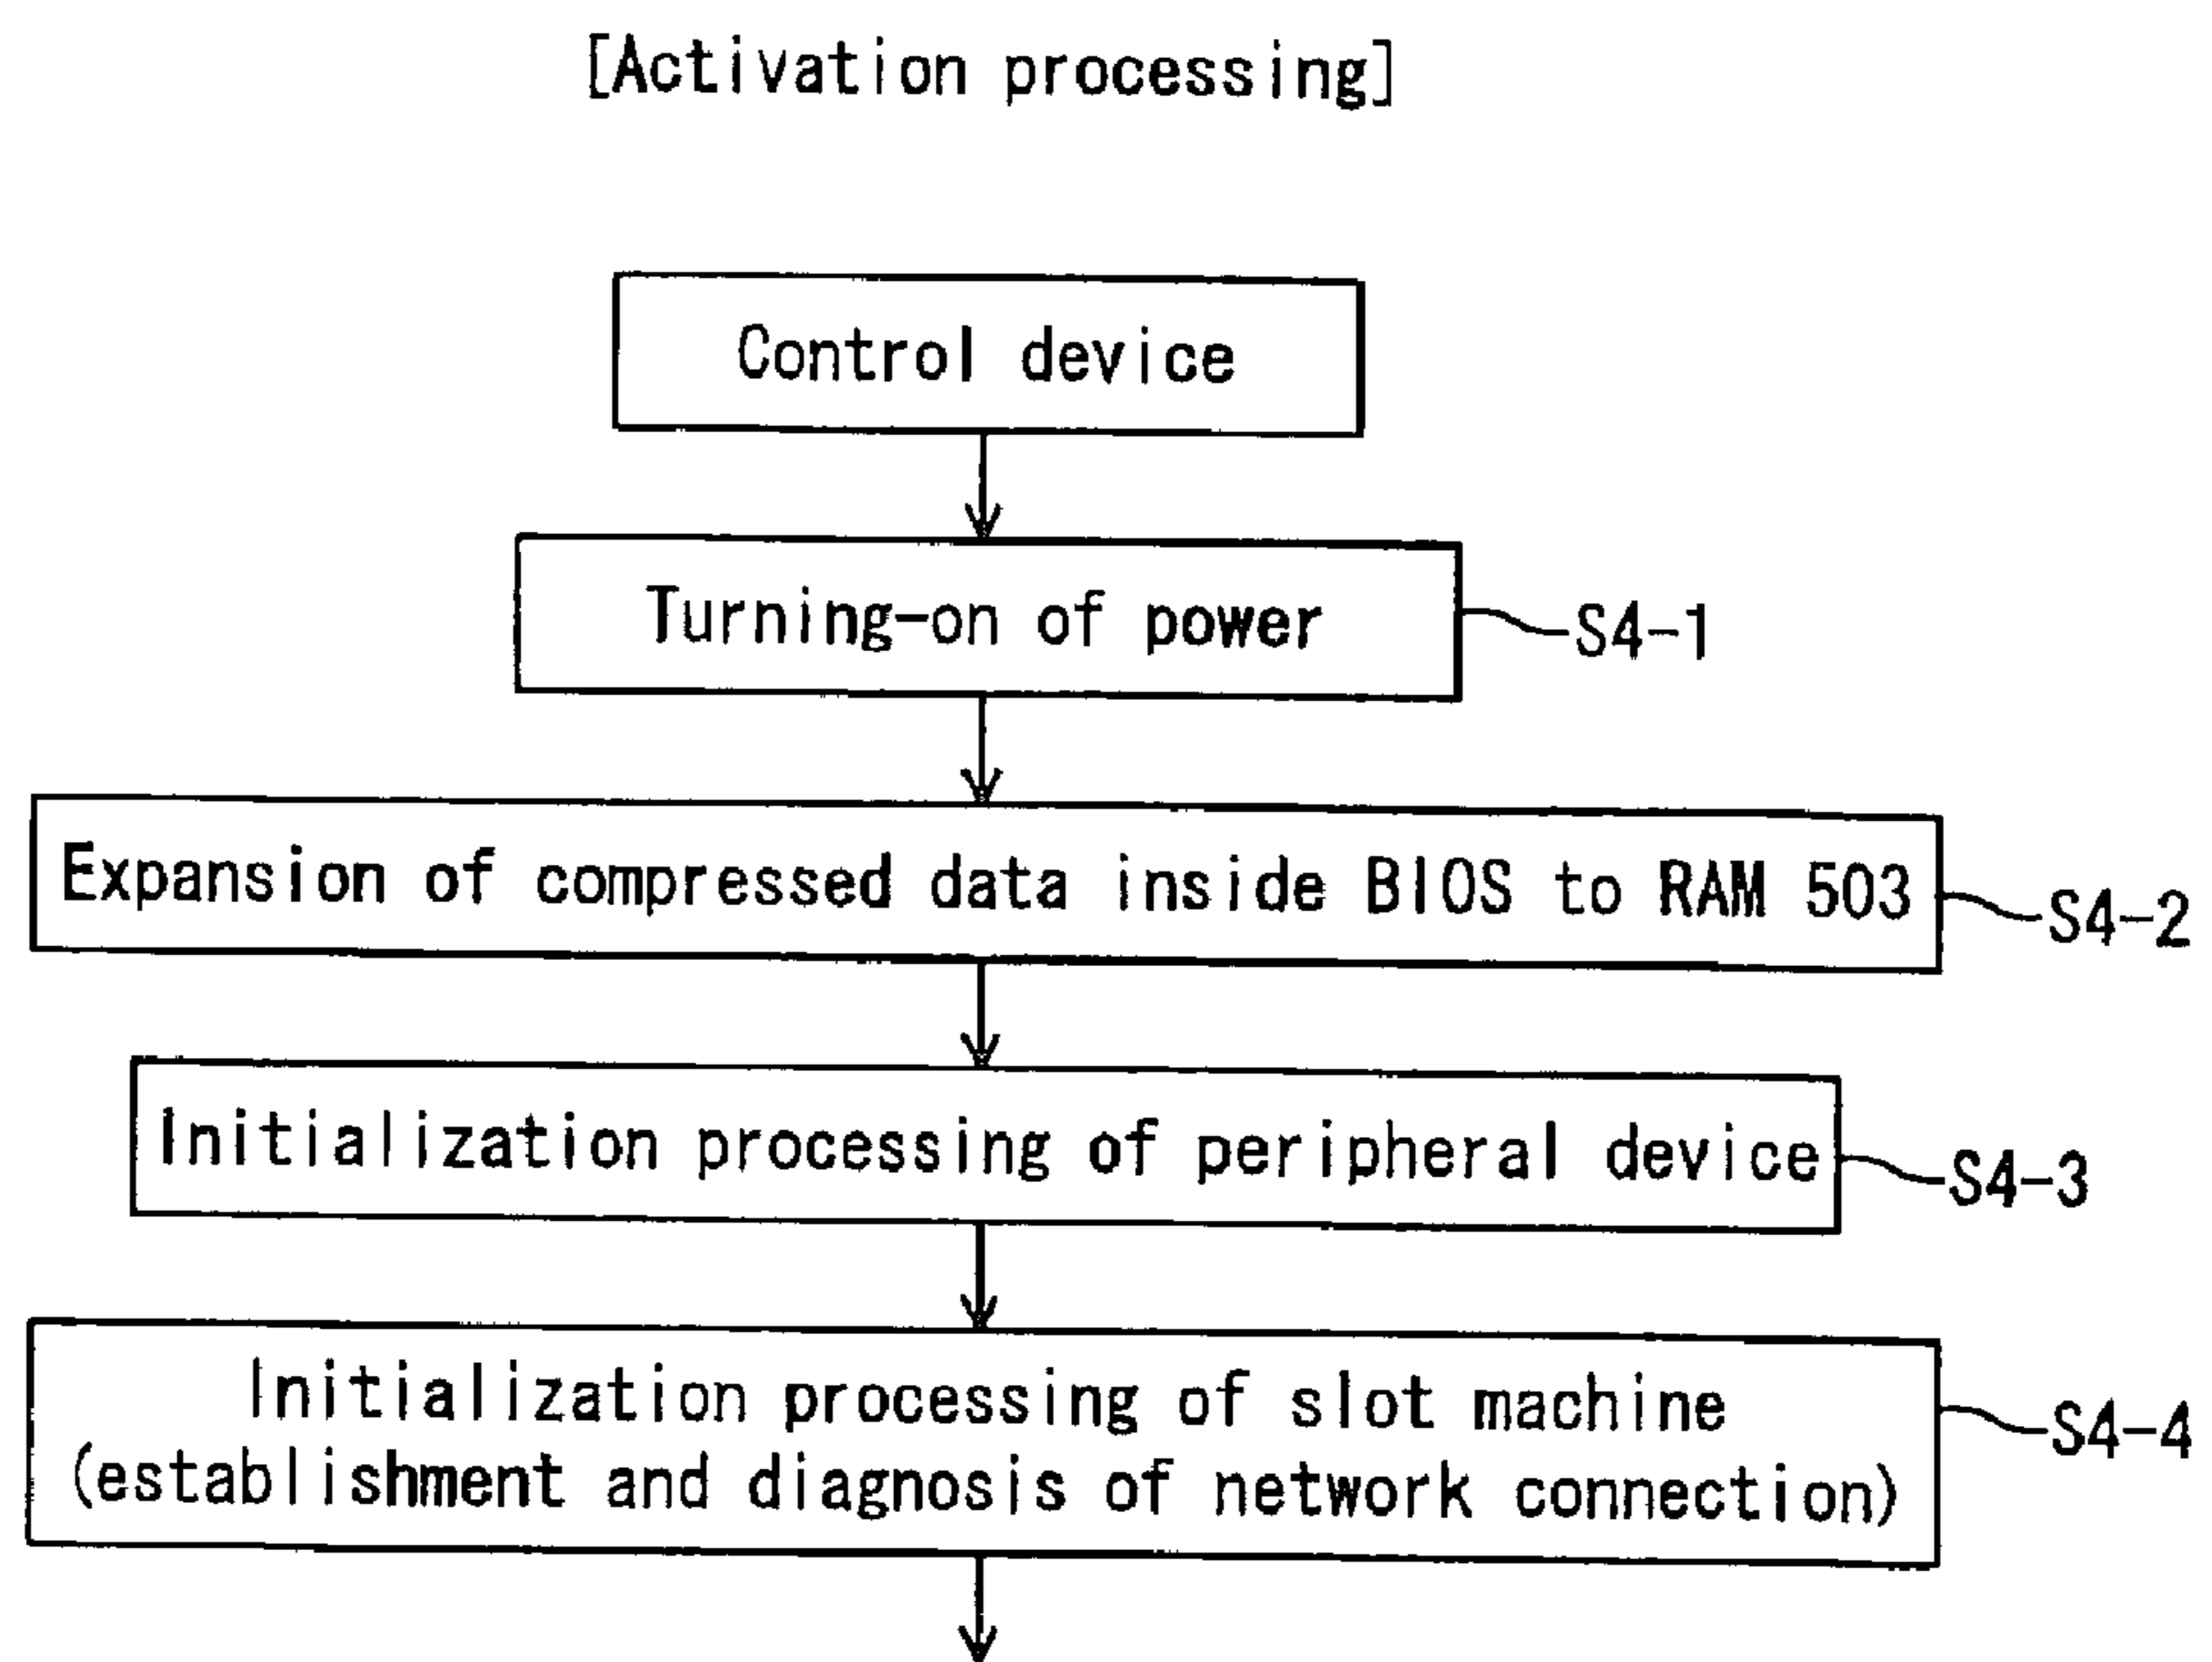 [Activation processing]
Control device
Turning-on of power
S4-1
Expansion of compressed data inside BIOS to RAM 503
S4-2
Initialization processing of peripheral device
S4-3
Initialization processing of slot machine
(establishment and diagnosis of network connection)
S4-4